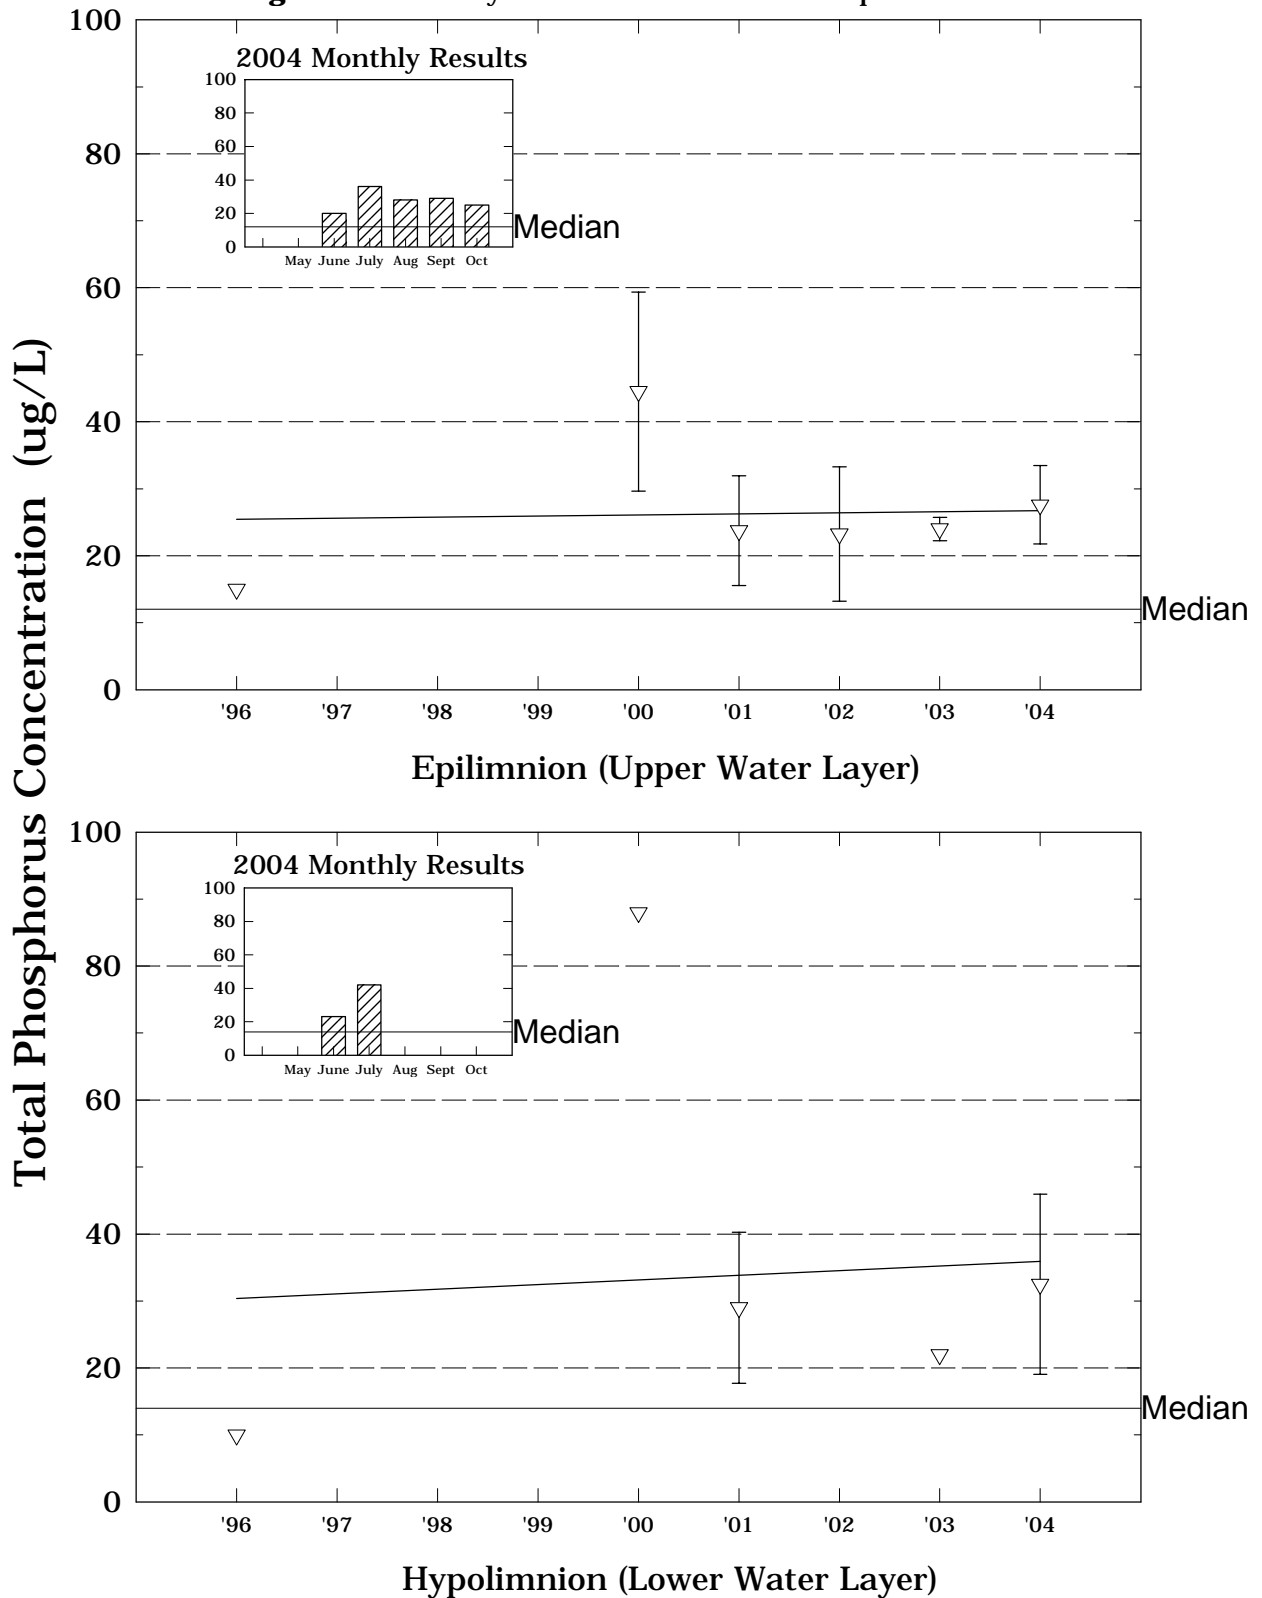 100
2004 Monthly Results
100
80
60
40
20
0
Median
May June July Aug Sept Oct
80
60
40
20
0
Median
'96 '97 '98 '99 '00 '01 '02 '03 '04
Epilimnion (Upper Water Layer)
Total Phosphorus Concentration (ug/L)
100
2004 Monthly Results
100
80
60
40
20
0
Median
May June July Aug Sept Oct
80
60
40
20
0
Median
'96 '97 '98 '99 '00 '01 '02 '03 '04
Hypolimnion (Lower Water Layer)